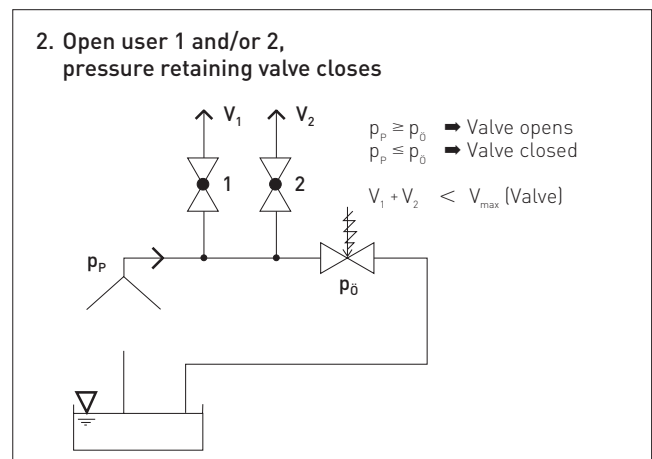 2. Open user 1 and/or 2,
pressure retaining valve closes
V₁ V₂
pₚ ≥ pö ➡ Valve opens
pₚ ≤ pö ➡ Valve closed
1 2
V₁ + V₂ < Vmax (Valve)
pₚ
pö